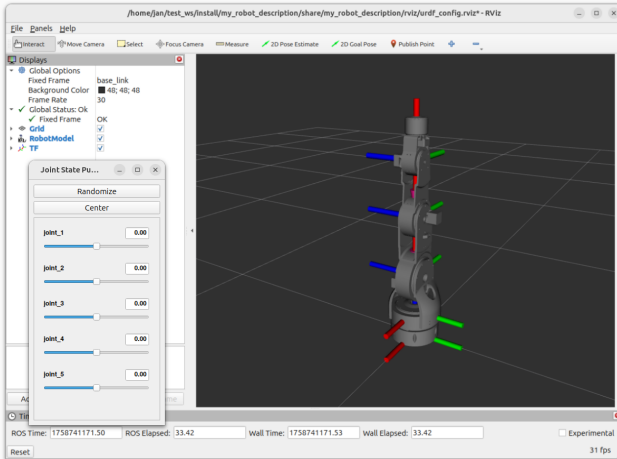 /home/jan/test_ws/install/my_robot_description/share/my_robot_description/rviz/urdf_config.rviz* - RViz
File Panels Help
Interact Move Camera Select Focus Camera Measure 2D Pose Estimate 2D Goal Pose Publish Point
Displays
Global Options
Fixed Frame base_link
Background Color 48; 48; 48
Frame Rate 30
Global Status: Ok
Fixed Frame OK
Grid
RobotModel
TF
Joint State Pu...
Randomize
Center
joint_1 0.00
joint_2 0.00
joint_3 0.00
joint_4 0.00
joint_5 0.00
ROS Time: 1758741171.50 ROS Elapsed: 33.42 Wall Time: 1758741171.53 Wall Elapsed: 33.42 Experimental
Reset 31 fps